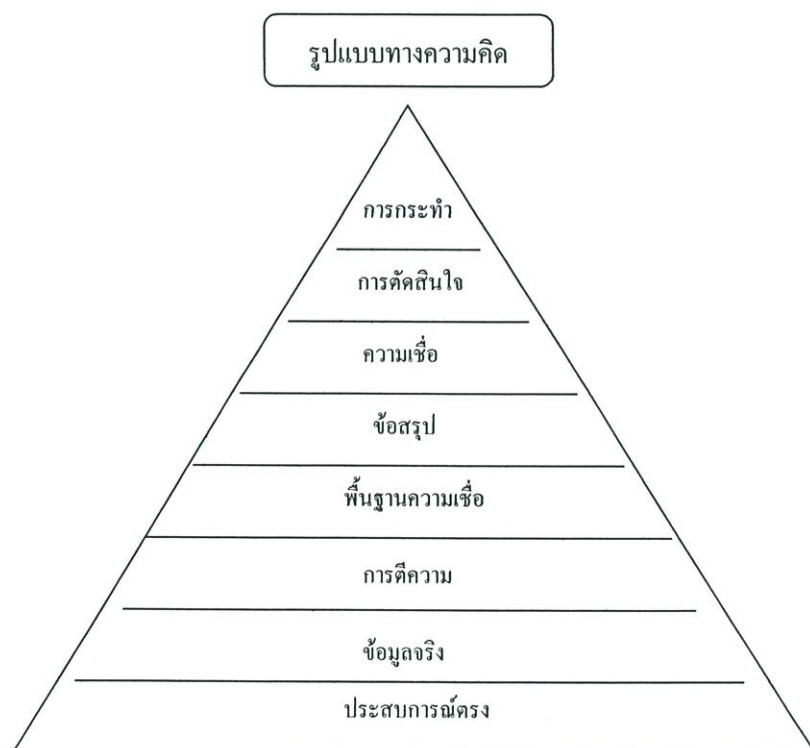 รูปแบบทางความคิด
การกระทำ
การตัดสินใจ
ความเชื่อ
ข้อสรุป
พื้นฐานความเชื่อ
การตีความ
ข้อมูลจริง
ประสบการณ์ตรง